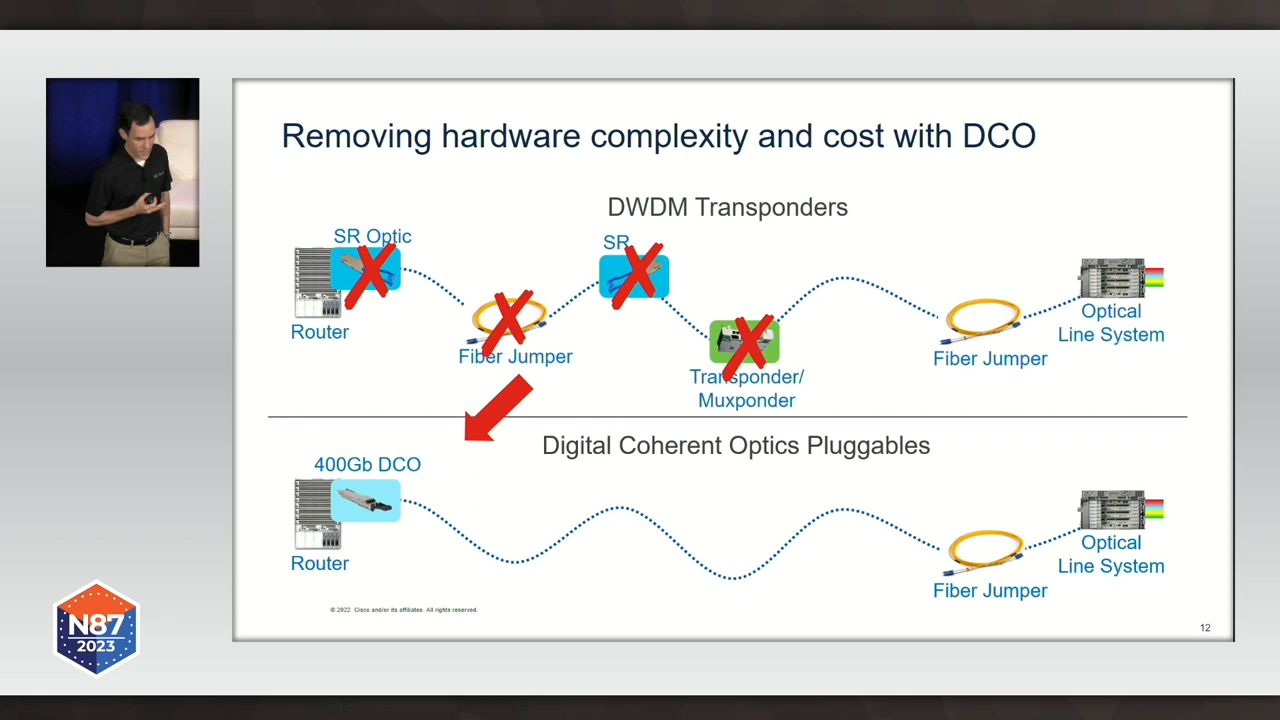 Removing hardware complexity and cost with DCO
DWDM Transponders
SR Optic
SR
Router
Fiber Jumper
Transponder/
Muxponder
Fiber Jumper
Optical
Line System
Digital Coherent Optics Pluggables
400Gb DCO
Router
Fiber Jumper
Optical
Line System
© 2022 Cisco and/or its affiliates. All rights reserved.
12
N87
2023